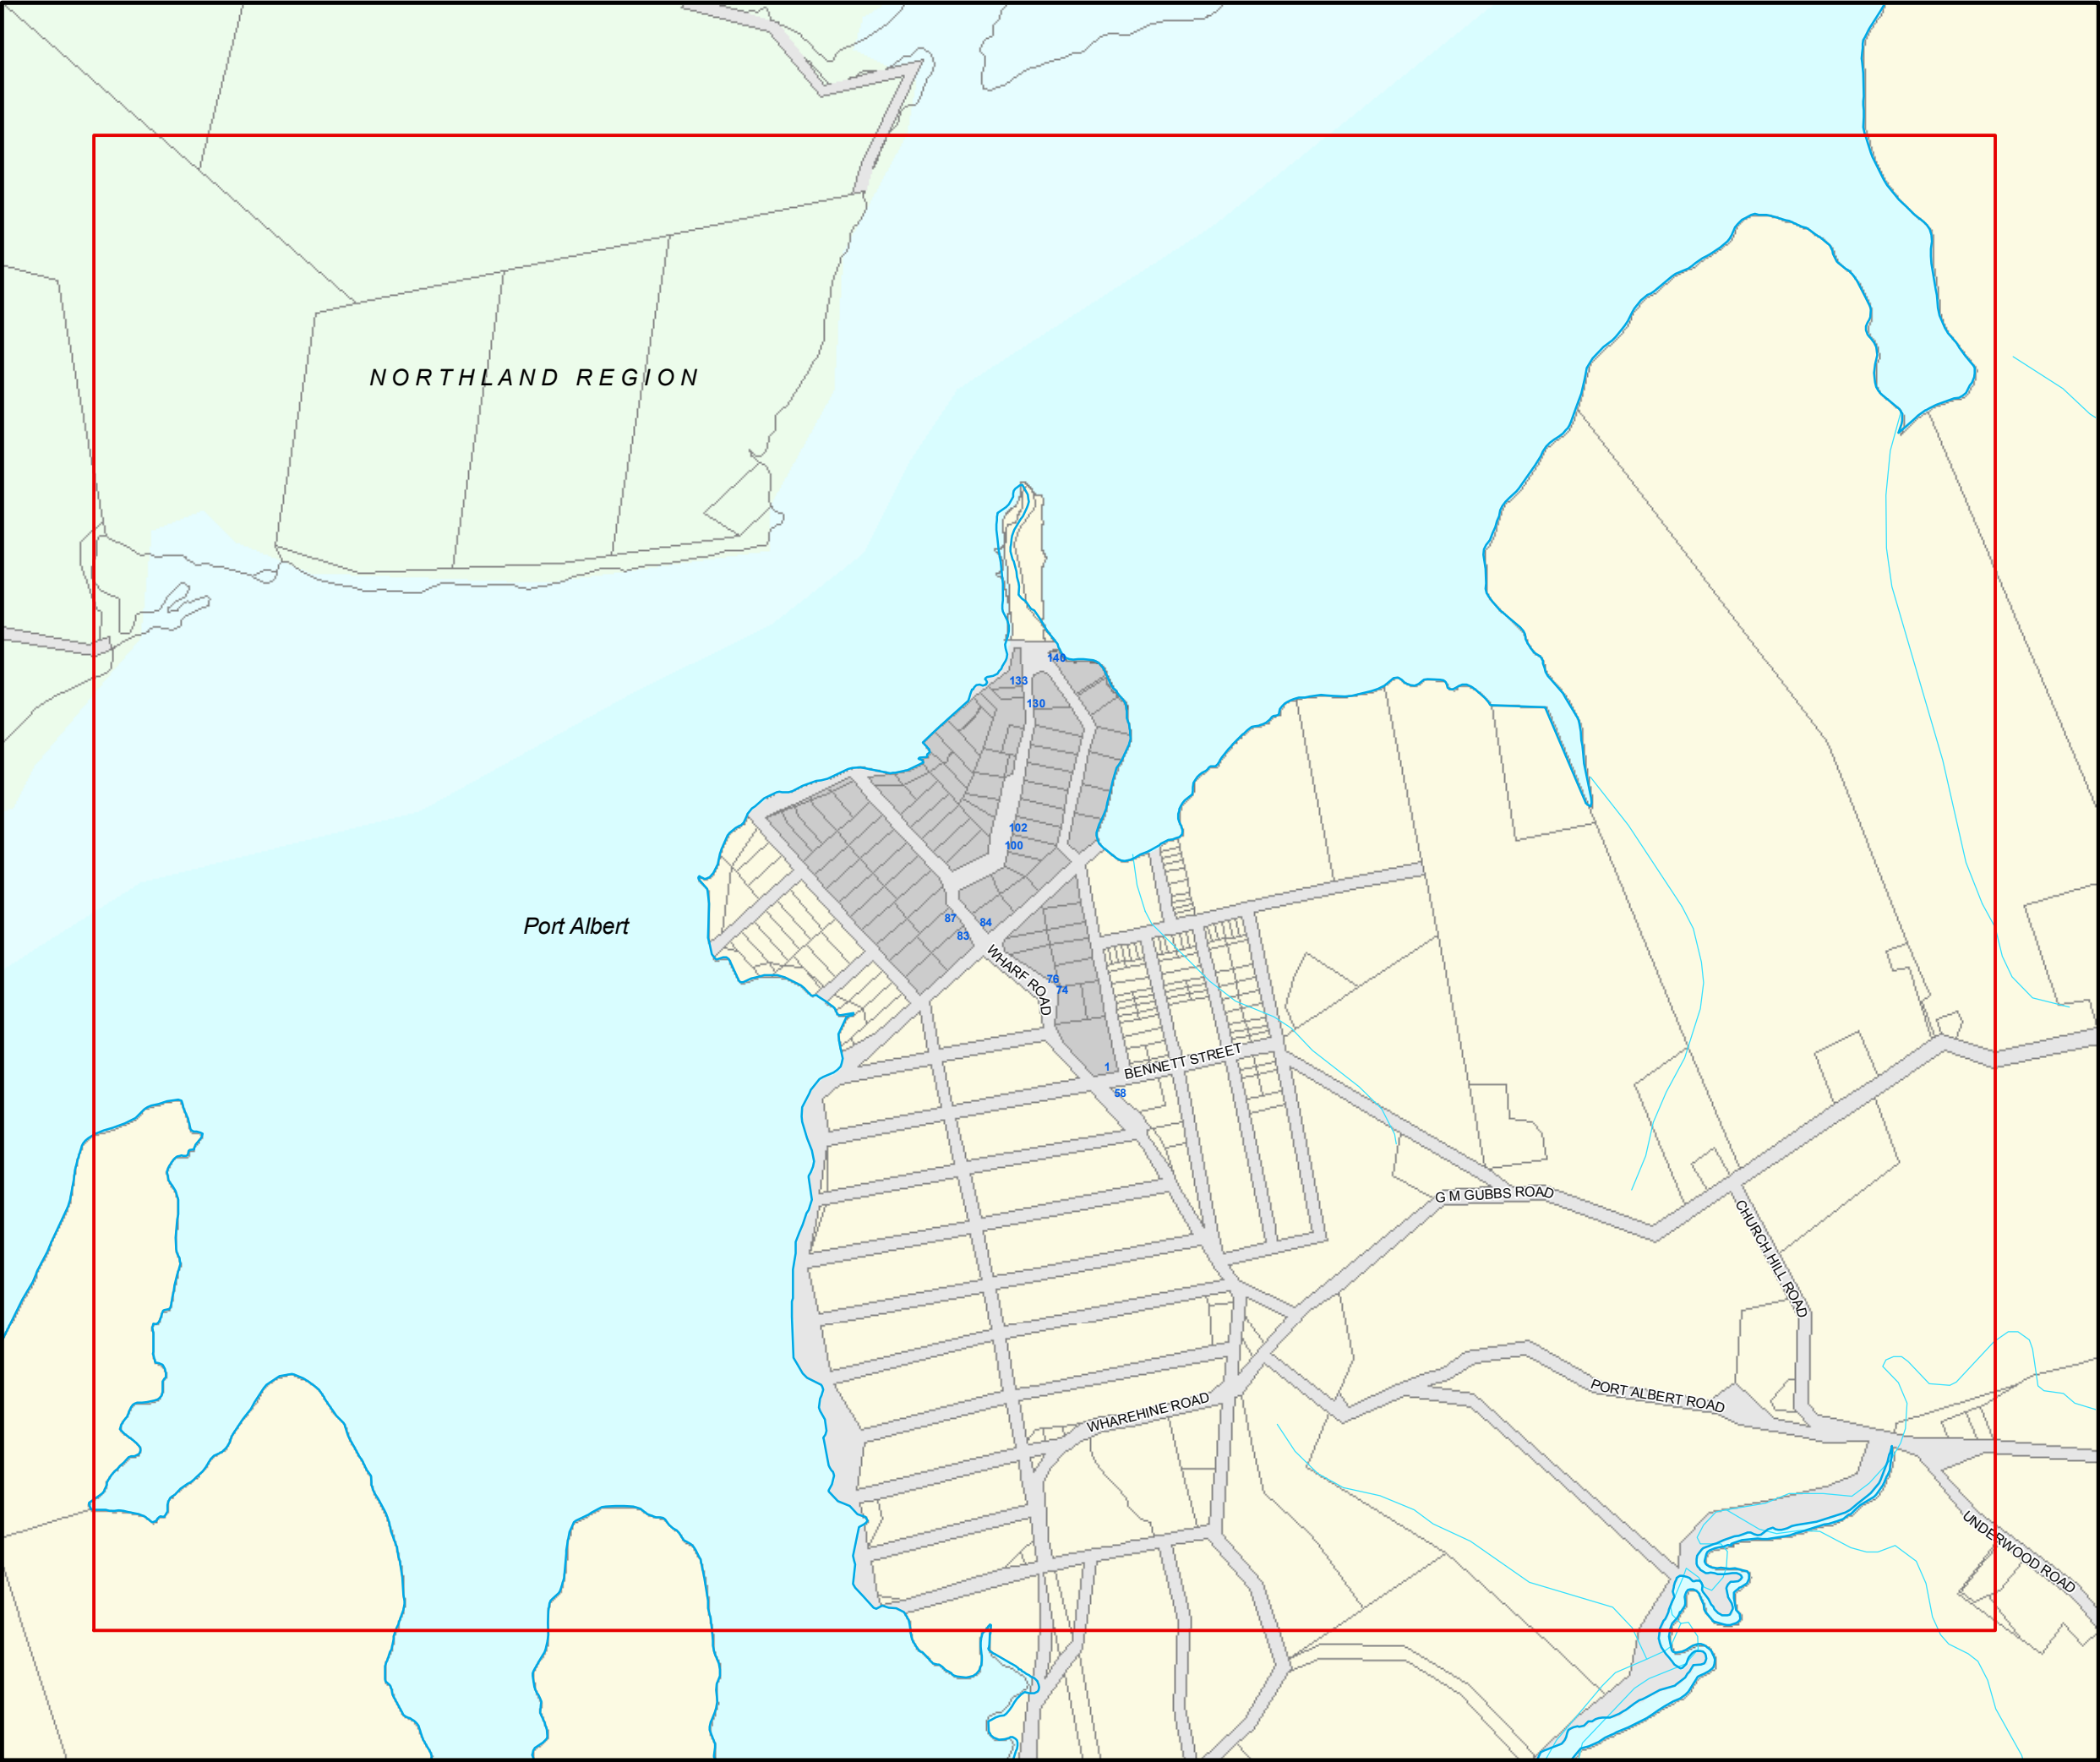 NORTHLAND REGION
140
133
130
102
100
87
84
83
Port Albert
WHARF ROAD
76
74
1
BENNETT STREET
58
G M GUBBS ROAD
CHURCH HILL ROAD
PORT ALBERT ROAD
WHAREHINE ROAD
UNDERWOOD ROAD